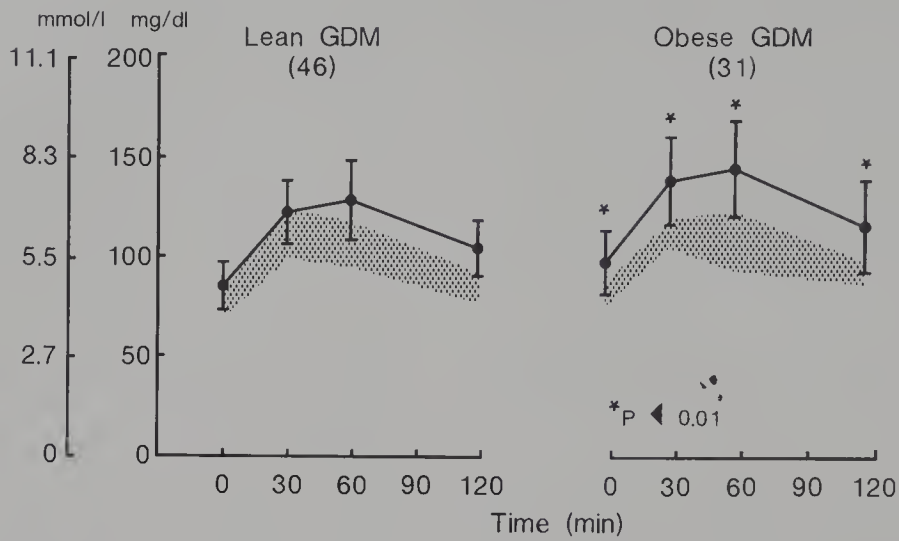 mmol/l mg/dl
Lean GDM
(46)
Obese GDM
(31)
11.1 200
8.3 150
5.5 100
2.7 50
0 0
* * * *
*P < 0.01
0 30 60 90 120
0 30 60 90 120
Time (min)